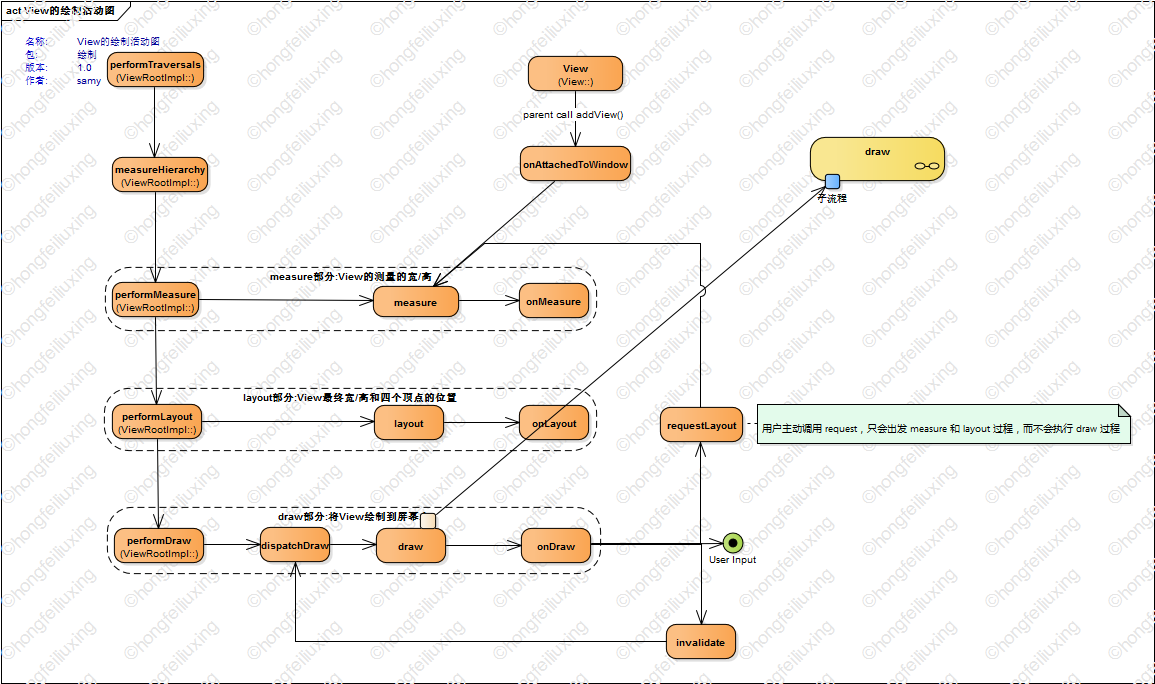 act View的绘制活动图
名称: View的绘制活动图
包: 绘制
版本: 1.0
作者: samy
performTraversals
(ViewRootImpl::)
View
(View::)
parent call addView()
draw
子流程
measureHierarchy
(ViewRootImpl::)
onAttachedToWindow
measure部分:View的测量的宽/高
performMeasure
(ViewRootImpl::)
measure
onMeasure
layout部分:View最终宽/高和四个顶点的位置
performLayout
(ViewRootImpl::)
layout
onLayout
requestLayout
用户主动调用 request，只会出发 measure 和 layout 过程，而不会执行 draw 过程
draw部分:将View绘制到屏幕
performDraw
(ViewRootImpl::)
dispatchDraw
draw
onDraw
User Input
invalidate
©hongfeiliuxing